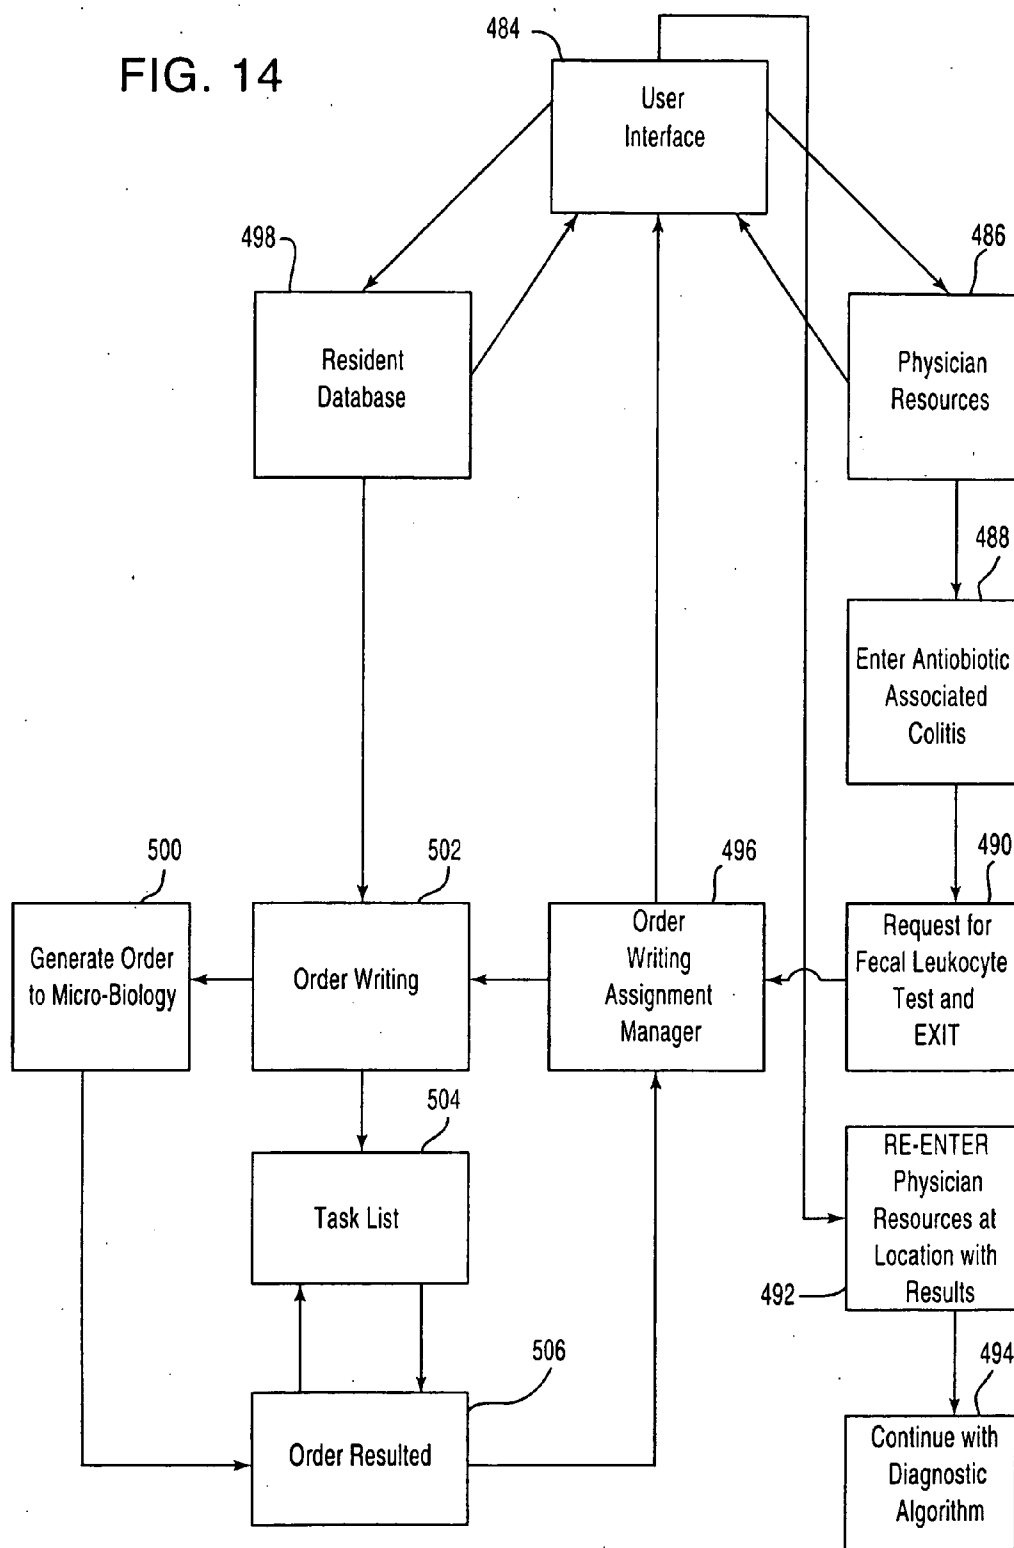 FIG. 14
484
User
Interface
498
486
Resident
Database
Physician
Resources
488
Enter Antiobiotic
Associated
Colitis
500
502
496
490
Generate Order
to Micro-Biology
Order Writing
Order
Writing
Assignment
Manager
Request for
Fecal Leukocyte
Test and
EXIT
504
Task List
RE-ENTER
Physician
Resources at
Location with
Results
492
506
494
Order Resulted
Continue with
Diagnostic
Algorithm